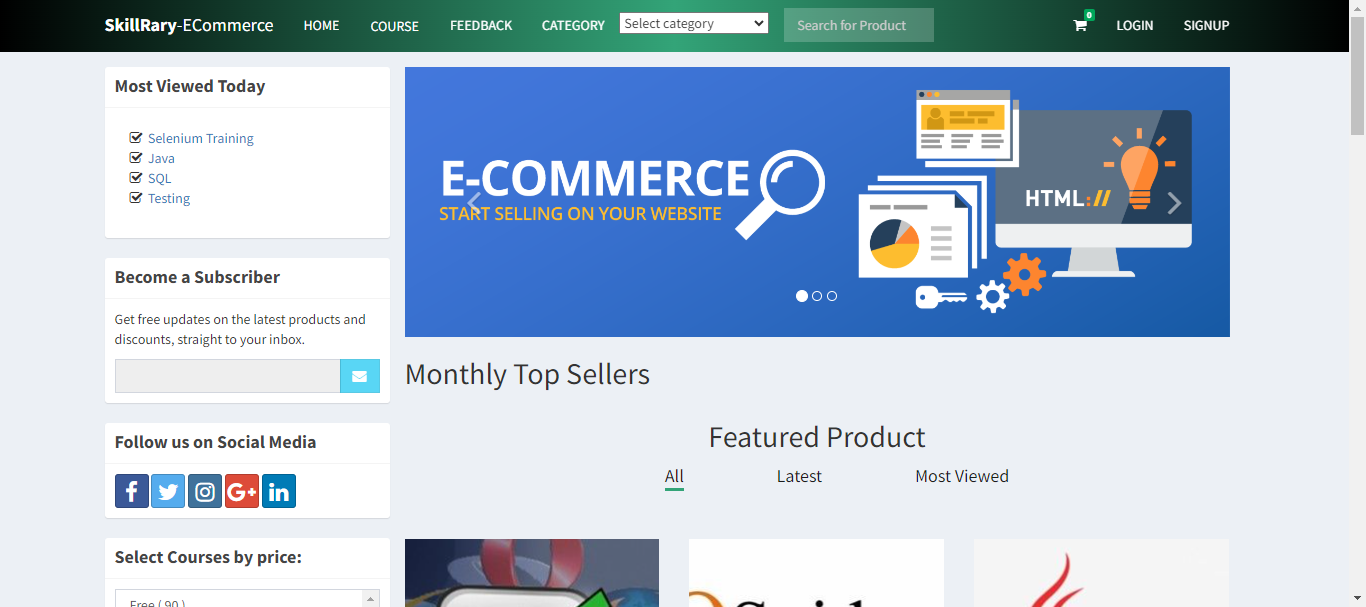 SkillRary-ECommerce HOME COURSE FEEDBACK CATEGORY Select category Search for Product 0 LOGIN SIGNUP
Most Viewed Today
Selenium Training
Java
SQL
Testing
Become a Subscriber
Get free updates on the latest products and
discounts, straight to your inbox.
Follow us on Social Media
Select Courses by price:
Free ( 90 )
E-COMMERCE
START SELLING ON YOUR WEBSITE
HTML://
Monthly Top Sellers
Featured Product
All Latest Most Viewed